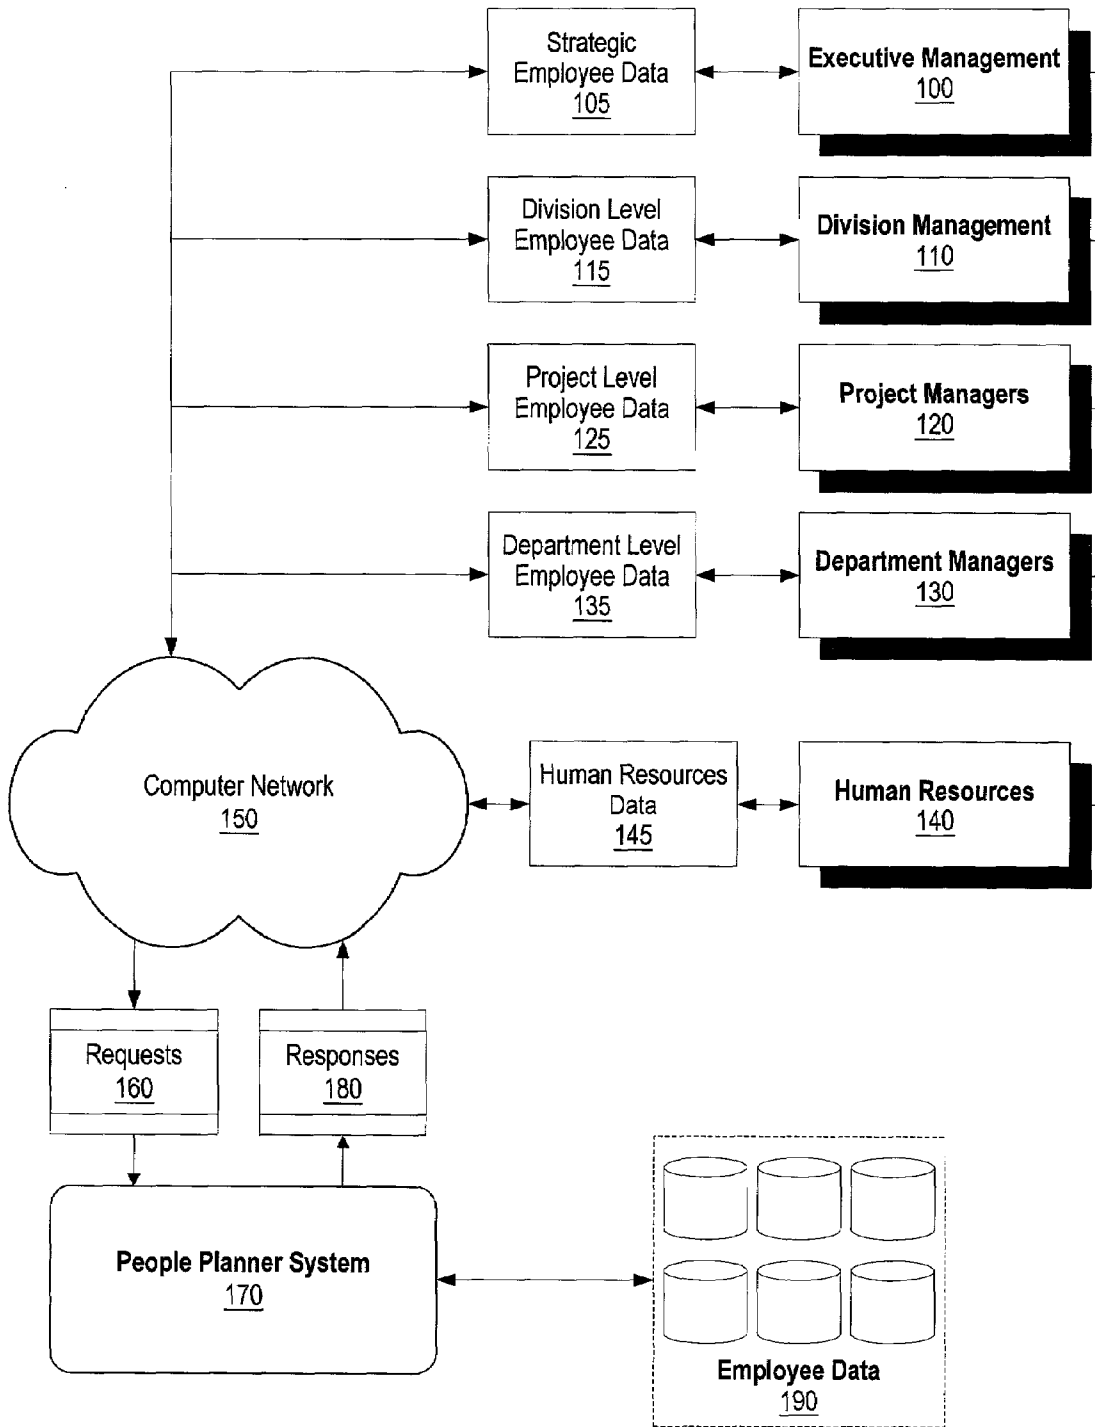 Strategic
Employee Data
105
Executive Management
100
Division Level
Employee Data
115
Division Management
110
Project Level
Employee Data
125
Project Managers
120
Department Level
Employee Data
135
Department Managers
130
Computer Network
150
Human Resources
Data
145
Human Resources
140
Requests
160
Responses
180
People Planner System
170
Employee Data
190